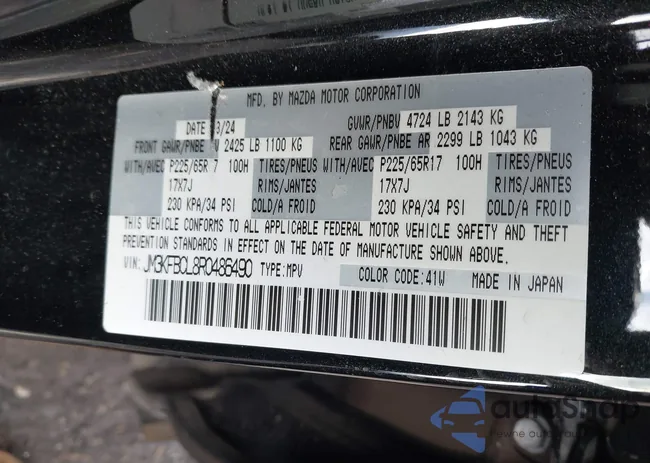 MFD. BY MAZDA MOTOR CORPORATION
DATE 3/24 GVWR/PNBV 4724 LB 2143 KG
FRONT GAWR/PNBE V 2425 LB 1100 KG REAR GAWR/PNBE AR 2299 LB 1043 KG
WITH/AVEC P225/65R 7 100H TIRES/PNEUS WITH/AVEC P225/65R17 100H TIRES/PNEUS
17X7J RIMS/JANTES 17X7J RIMS/JANTES
230 KPA/34 PSI COLD/A FROID 230 KPA/34 PSI COLD/A FROID
THIS VEHICLE CONFORMS TO ALL APPLICABLE FEDERAL MOTOR VEHICLE SAFETY AND THEFT
PREVENTION STANDARDS IN EFFECT ON THE DATE OF MANUFACTURE SHOWN ABOVE.
VIN: JM3KFBCL8R0486490 TYPE:MPV COLOR CODE:41W MADE IN JAPAN
autoShop
Pewne auto